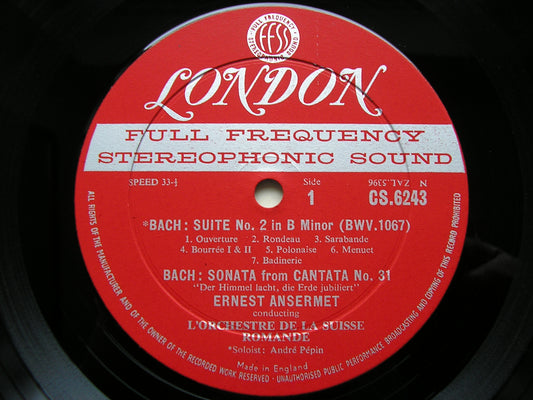 FULL FREQUENCY
FFSS
STEREOPHONIC SOUND
LONDON
FULL FREQUENCY
STEREOPHONIC SOUND
SPEED 33⅓
Side
1
N ZAL.5396
CS.6243
*BACH: SUITE No. 2 in B Minor (BWV.1067)
1. Ouverture 2. Rondeau 3. Sarabande
4. Bourrée I & II 5. Polonaise 6. Menuet
7. Badinerie
BACH: SONATA from CANTATA No. 31
"Der Himmel lacht, die Erde jubiliert"
ERNEST ANSERMET
conducting
L'ORCHESTRE DE LA SUISSE
ROMANDE
*Soloist: André Pépin
Made in England
ALL RIGHTS OF THE MANUFACTURER AND OF THE OWNER OF THE RECORDED WORK RESERVED · UNAUTHORISED PUBLIC PERFORMANCE BROADCASTING AND COPYING OF THIS RECORD PROHIBITED